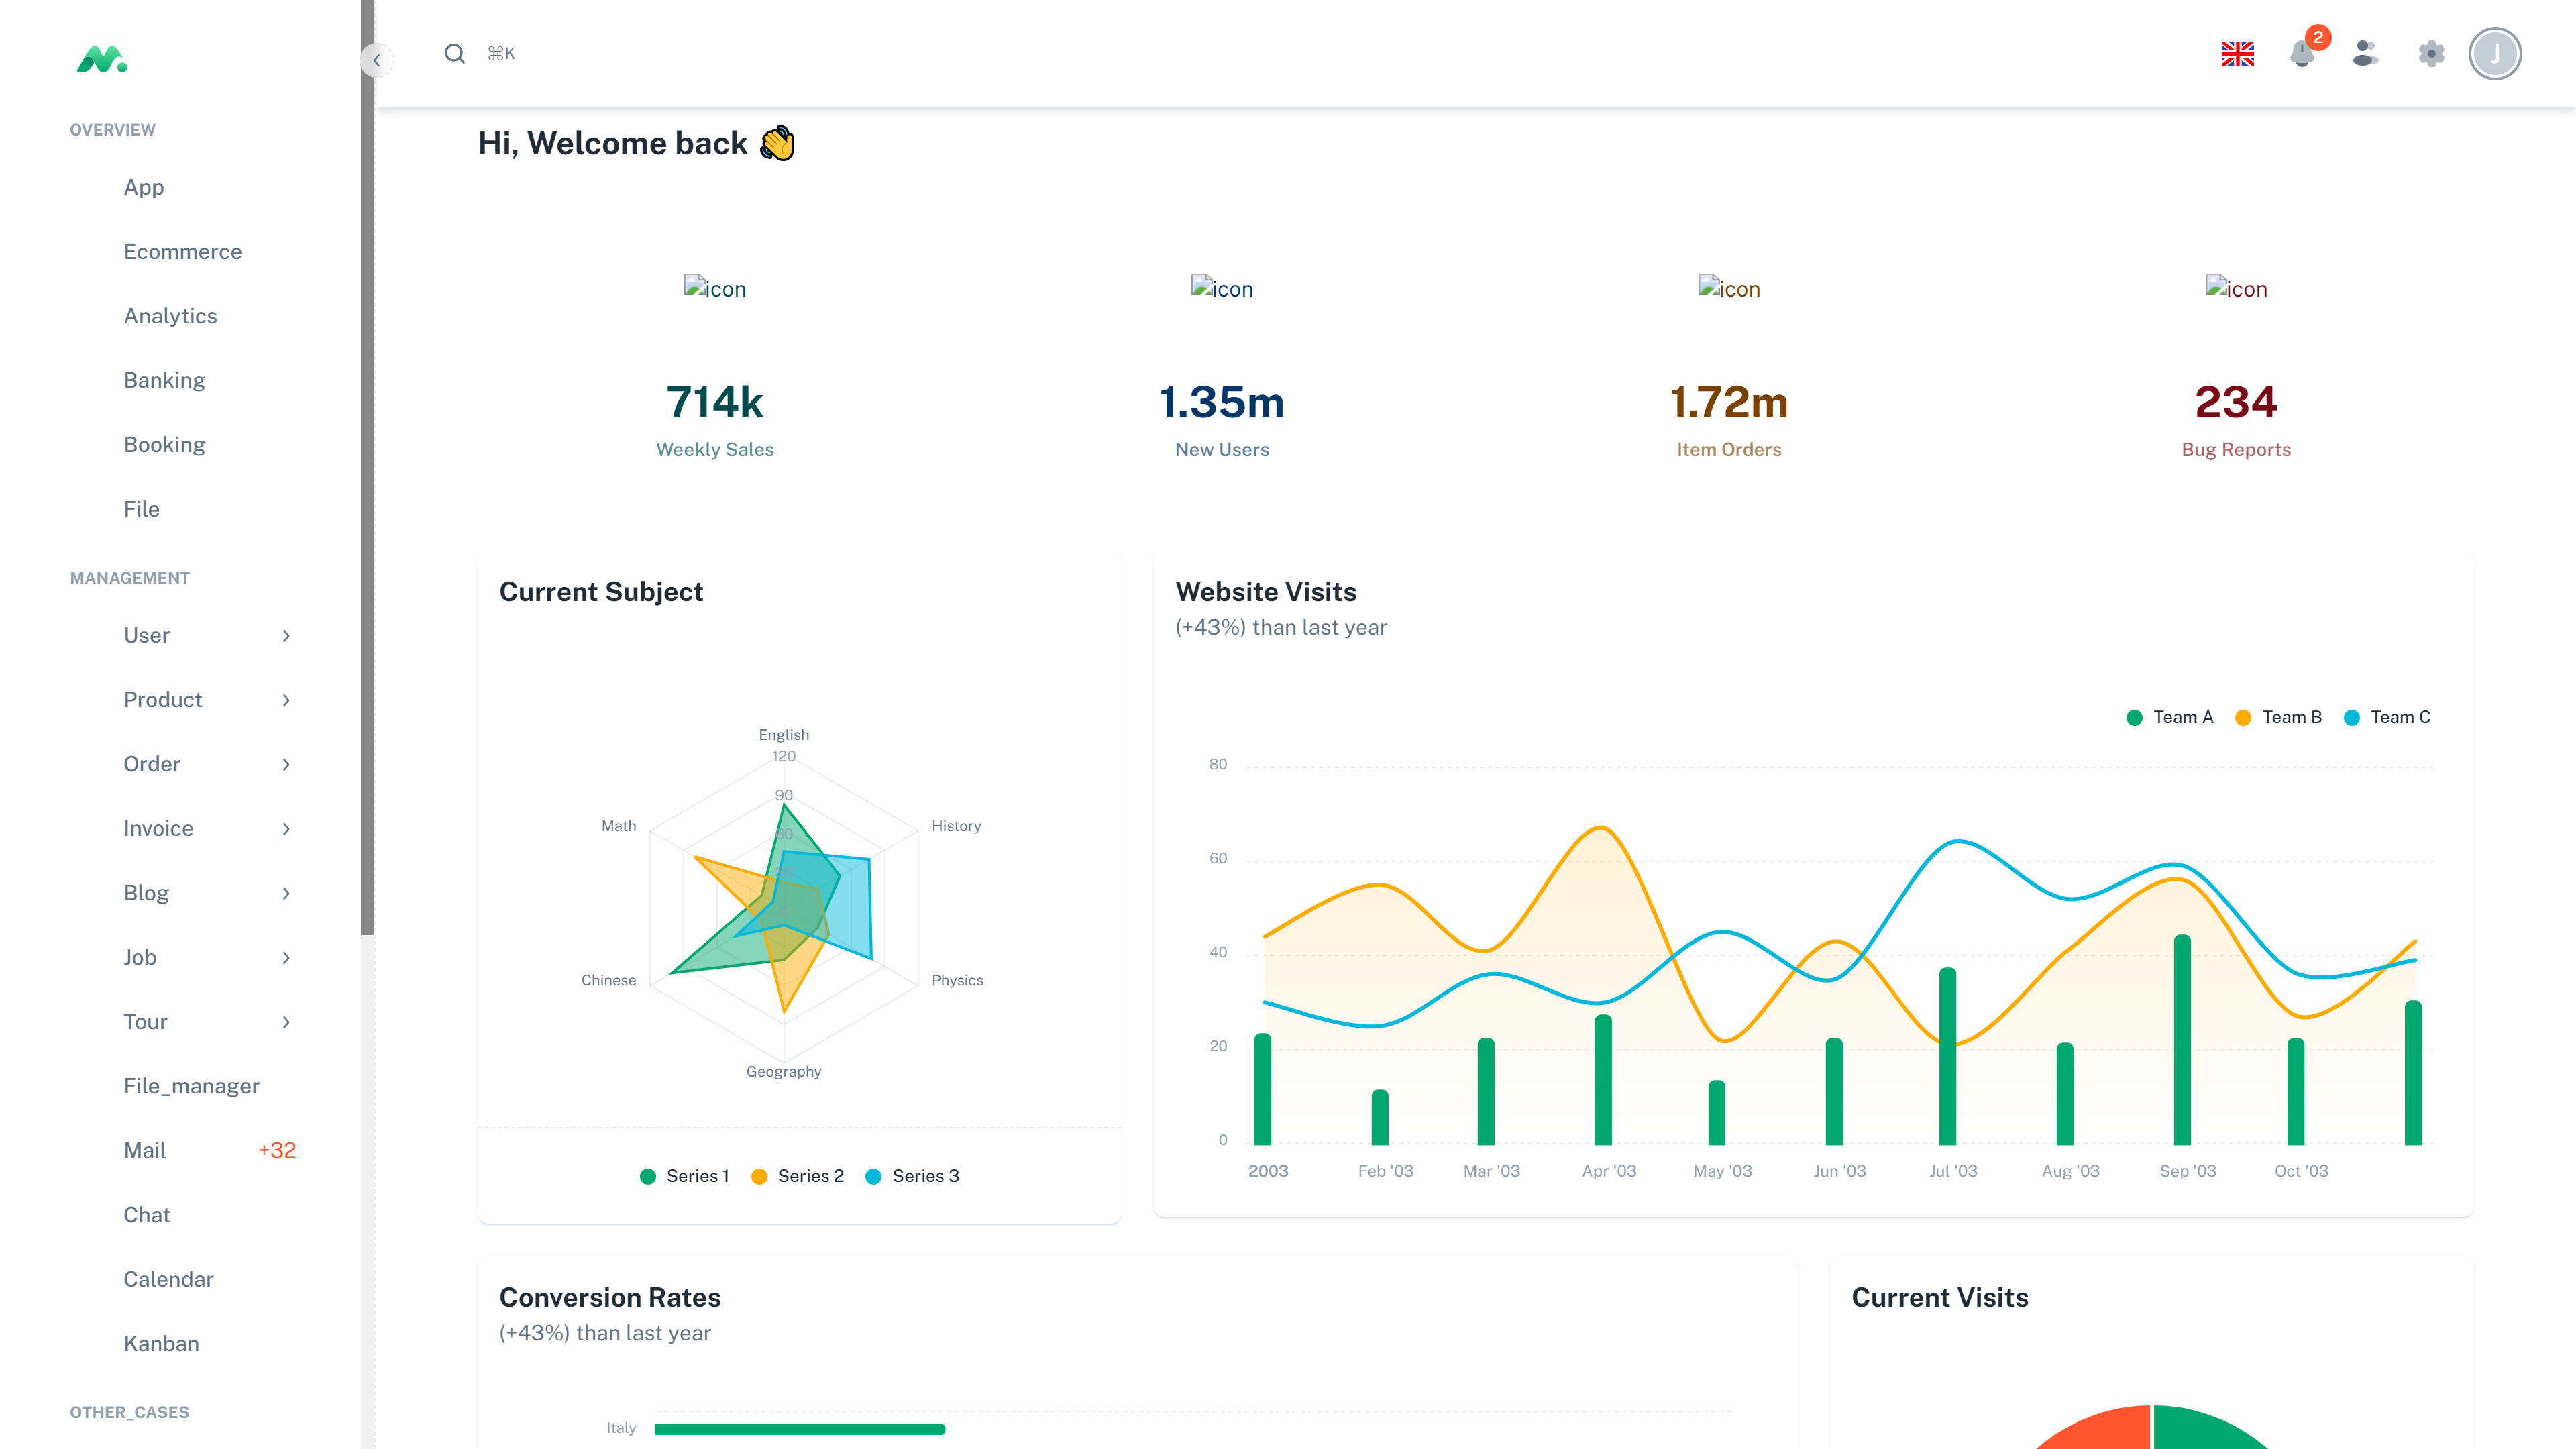 ⌘K
2
J
OVERVIEW
App
Ecommerce
Analytics
Banking
Booking
File
MANAGEMENT
User
Product
Order
Invoice
Blog
Job
Tour
File_manager
Mail +32
Chat
Calendar
Kanban
OTHER_CASES
Hi, Welcome back 👋
icon
714k
Weekly Sales
icon
1.35m
New Users
icon
1.72m
Item Orders
icon
234
Bug Reports
Current Subject
English
120
90
60
30
0
Math
History
Chinese
Physics
Geography
Series 1 Series 2 Series 3
Website Visits
(+43%) than last year
Team A Team B Team C
80
60
40
20
0
2003 Feb '03 Mar '03 Apr '03 May '03 Jun '03 Jul '03 Aug '03 Sep '03 Oct '03
Conversion Rates
(+43%) than last year
Italy
Current Visits